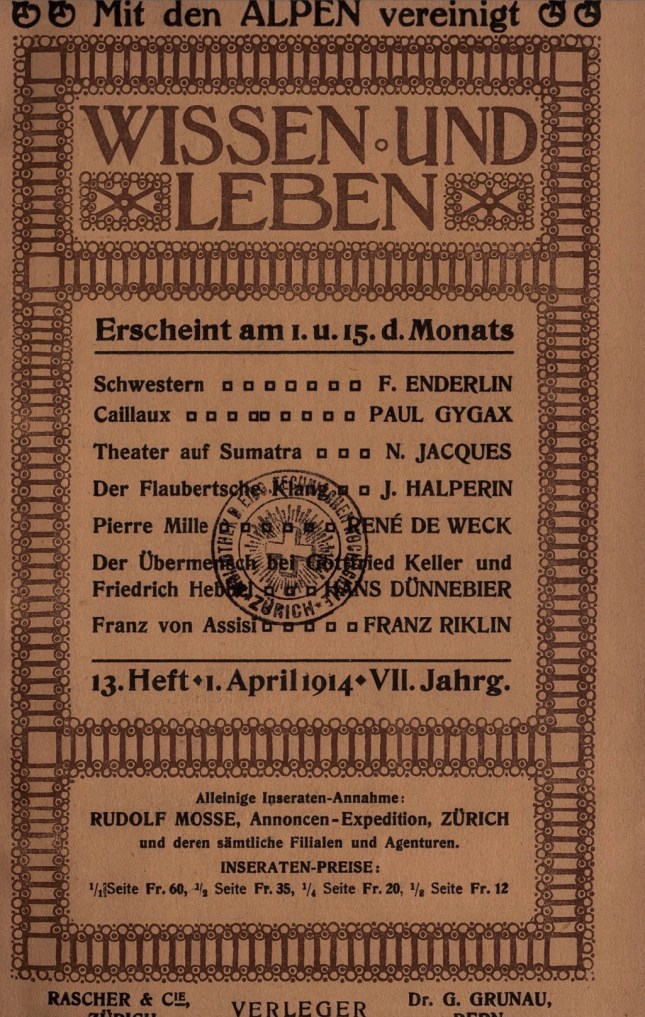 Mit den ALPEN vereinigt
WISSEN UND
LEBEN
Erscheint am 1. u. 15. d. Monats
Schwestern F. ENDERLIN
Caillaux PAUL GYGAX
Theater auf Sumatra N. JACQUES
Der Flaubertsche Klang J. HALPERIN
Pierre Mille RENÉ DE WECK
Der Übermensch bei Gottfried Keller und
Friedrich Hebbel HANS DÜNNEBIER
Franz von Assisi FRANZ RIKLIN
ZÜRICH
13. Heft • 1. April 1914 • VII. Jahrg.
Alleinige Inseraten-Annahme:
RUDOLF MOSSE, Annoncen-Expedition, ZÜRICH
und deren sämtliche Filialen und Agenturen.
INSERATEN-PREISE:
1/1 Seite Fr. 60, 1/2 Seite Fr. 35, 1/4 Seite Fr. 20, 1/8 Seite Fr. 12
RASCHER & CIE, VERLEGER Dr. G. GRUNAU,
ZÜRICH BERN